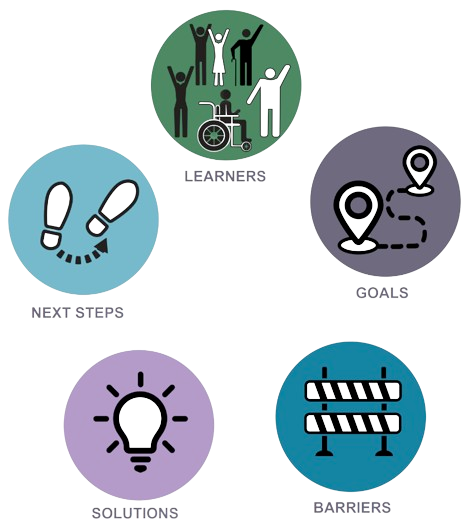 LEARNERS
GOALS
NEXT STEPS
BARRIERS
SOLUTIONS